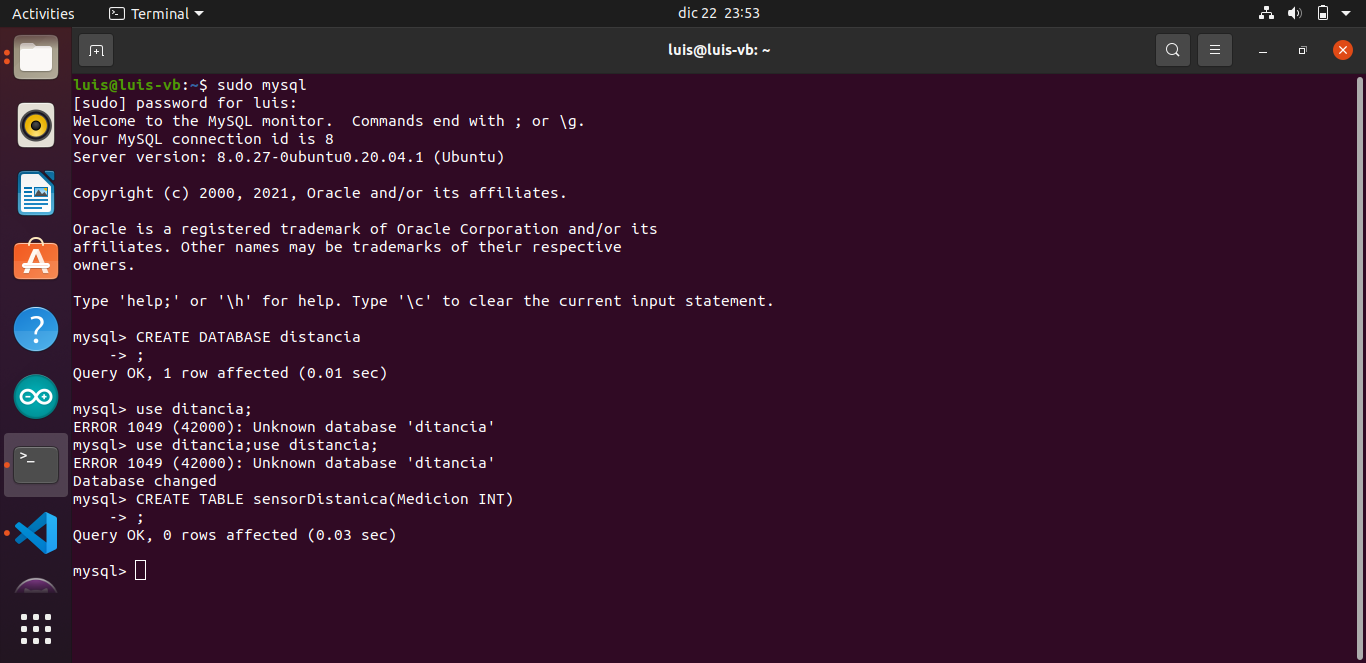 Activities Terminal dic 22 23:53
luis@luis-vb: ~
luis@luis-vb:~$ sudo mysql
[sudo] password for luis:
Welcome to the MySQL monitor.  Commands end with ; or \g.
Your MySQL connection id is 8
Server version: 8.0.27-0ubuntu0.20.04.1 (Ubuntu)
Copyright (c) 2000, 2021, Oracle and/or its affiliates.
Oracle is a registered trademark of Oracle Corporation and/or its
affiliates. Other names may be trademarks of their respective
owners.
Type 'help;' or '\h' for help. Type '\c' to clear the current input statement.
mysql> CREATE DATABASE distancia
    -> ;
Query OK, 1 row affected (0.01 sec)
mysql> use ditancia;
ERROR 1049 (42000): Unknown database 'ditancia'
mysql> use ditancia;use distancia;
ERROR 1049 (42000): Unknown database 'ditancia'
Database changed
mysql> CREATE TABLE sensorDistanica(Medicion INT)
    -> ;
Query OK, 0 rows affected (0.03 sec)
mysql>